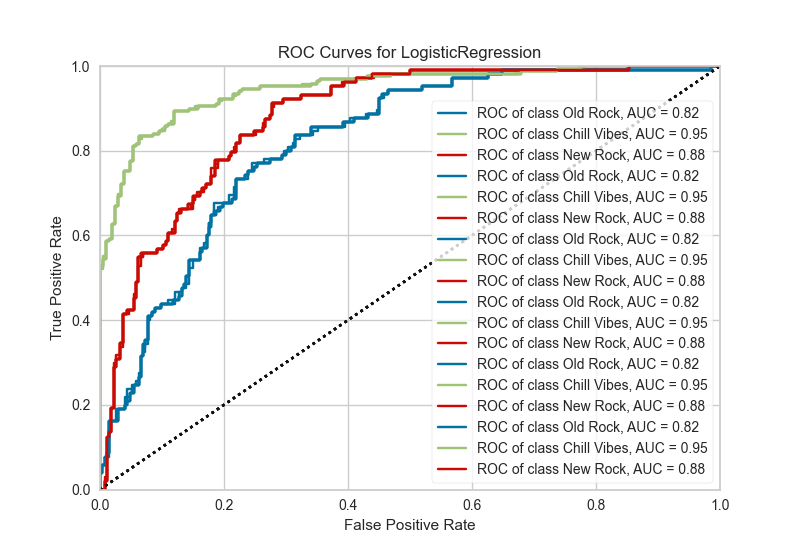 ROC Curves for LogisticRegression
True Positive Rate
1.0
0.8
0.6
0.4
0.2
0.0
ROC of class Old Rock, AUC = 0.82
ROC of class Chill Vibes, AUC = 0.95
ROC of class New Rock, AUC = 0.88
ROC of class Old Rock, AUC = 0.82
ROC of class Chill Vibes, AUC = 0.95
ROC of class New Rock, AUC = 0.88
ROC of class Old Rock, AUC = 0.82
ROC of class Chill Vibes, AUC = 0.95
ROC of class New Rock, AUC = 0.88
ROC of class Old Rock, AUC = 0.82
ROC of class Chill Vibes, AUC = 0.95
ROC of class New Rock, AUC = 0.88
ROC of class Old Rock, AUC = 0.82
ROC of class Chill Vibes, AUC = 0.95
ROC of class New Rock, AUC = 0.88
ROC of class Old Rock, AUC = 0.82
ROC of class Chill Vibes, AUC = 0.95
ROC of class New Rock, AUC = 0.88
0.0 0.2 0.4 0.6 0.8 1.0
False Positive Rate